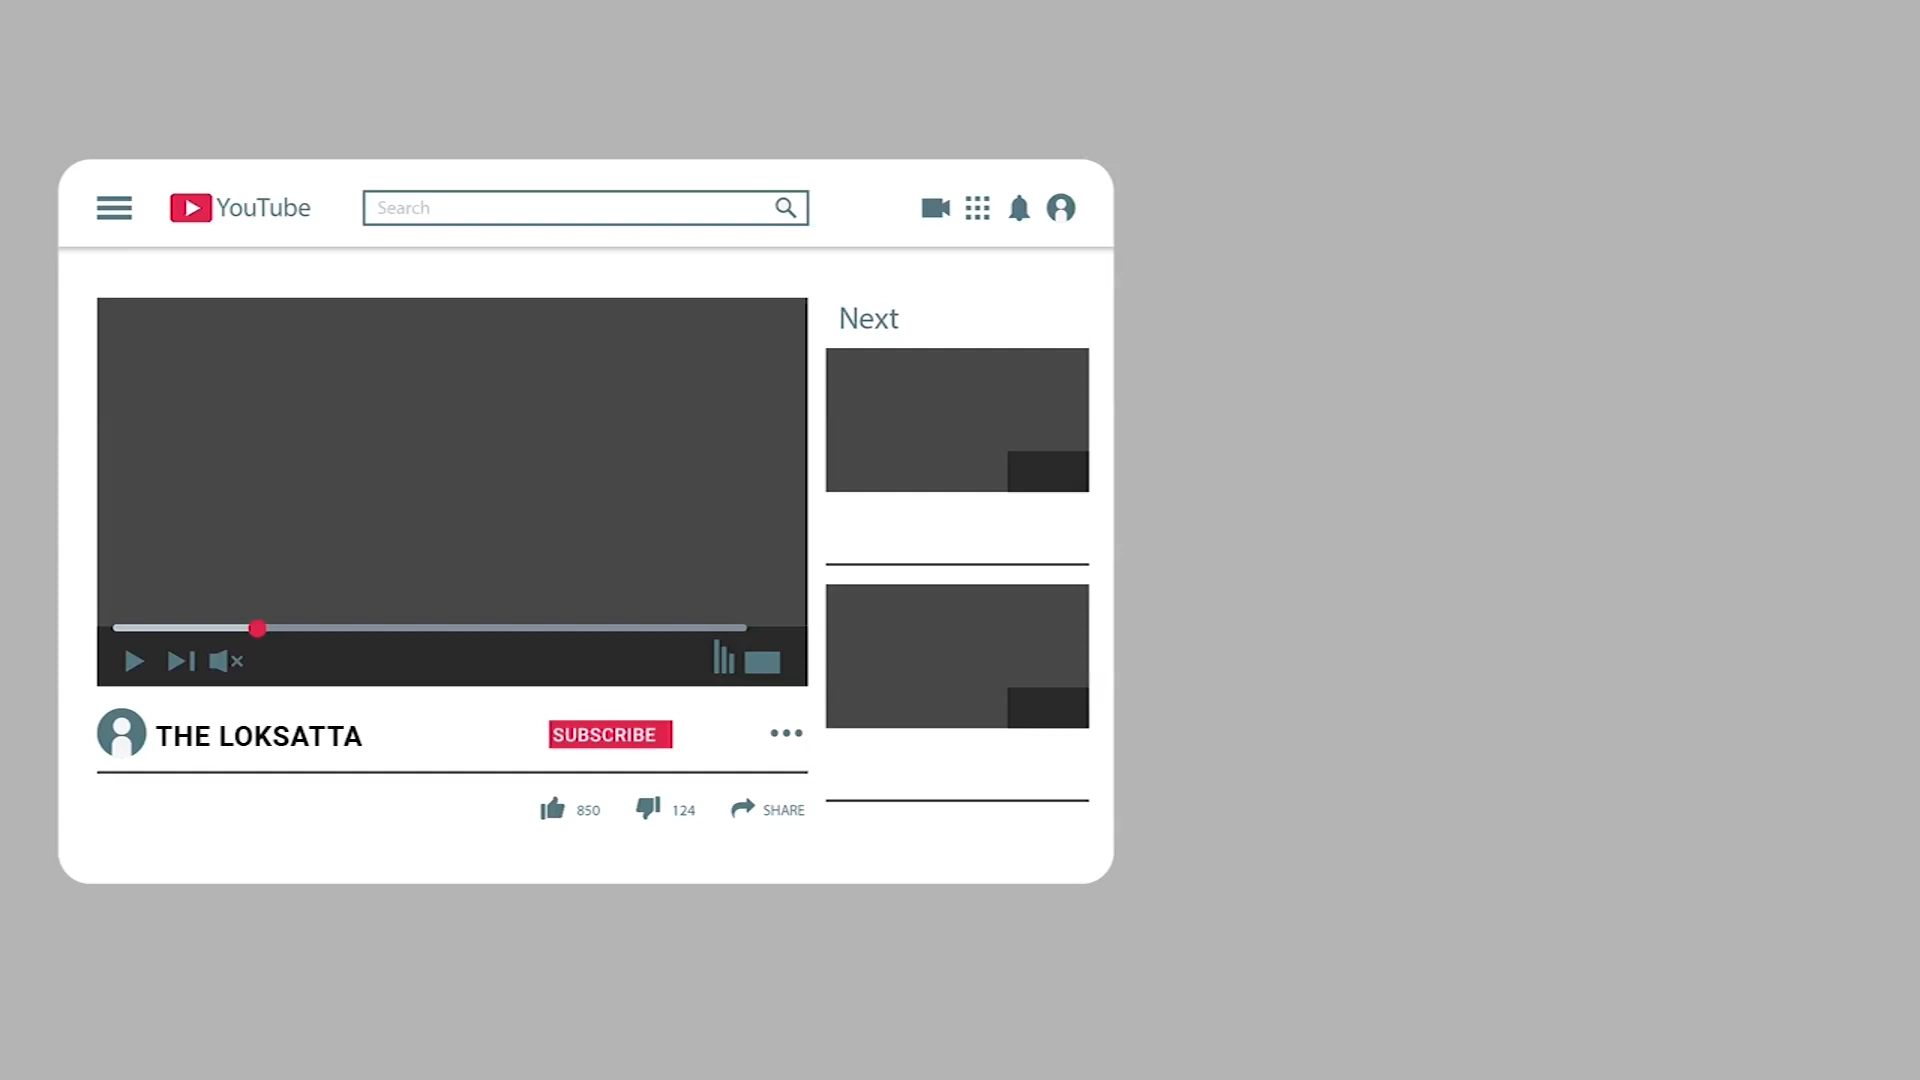 YouTube
Search
Next
THE LOKSATTA
SUBSCRIBE
850
124
SHARE